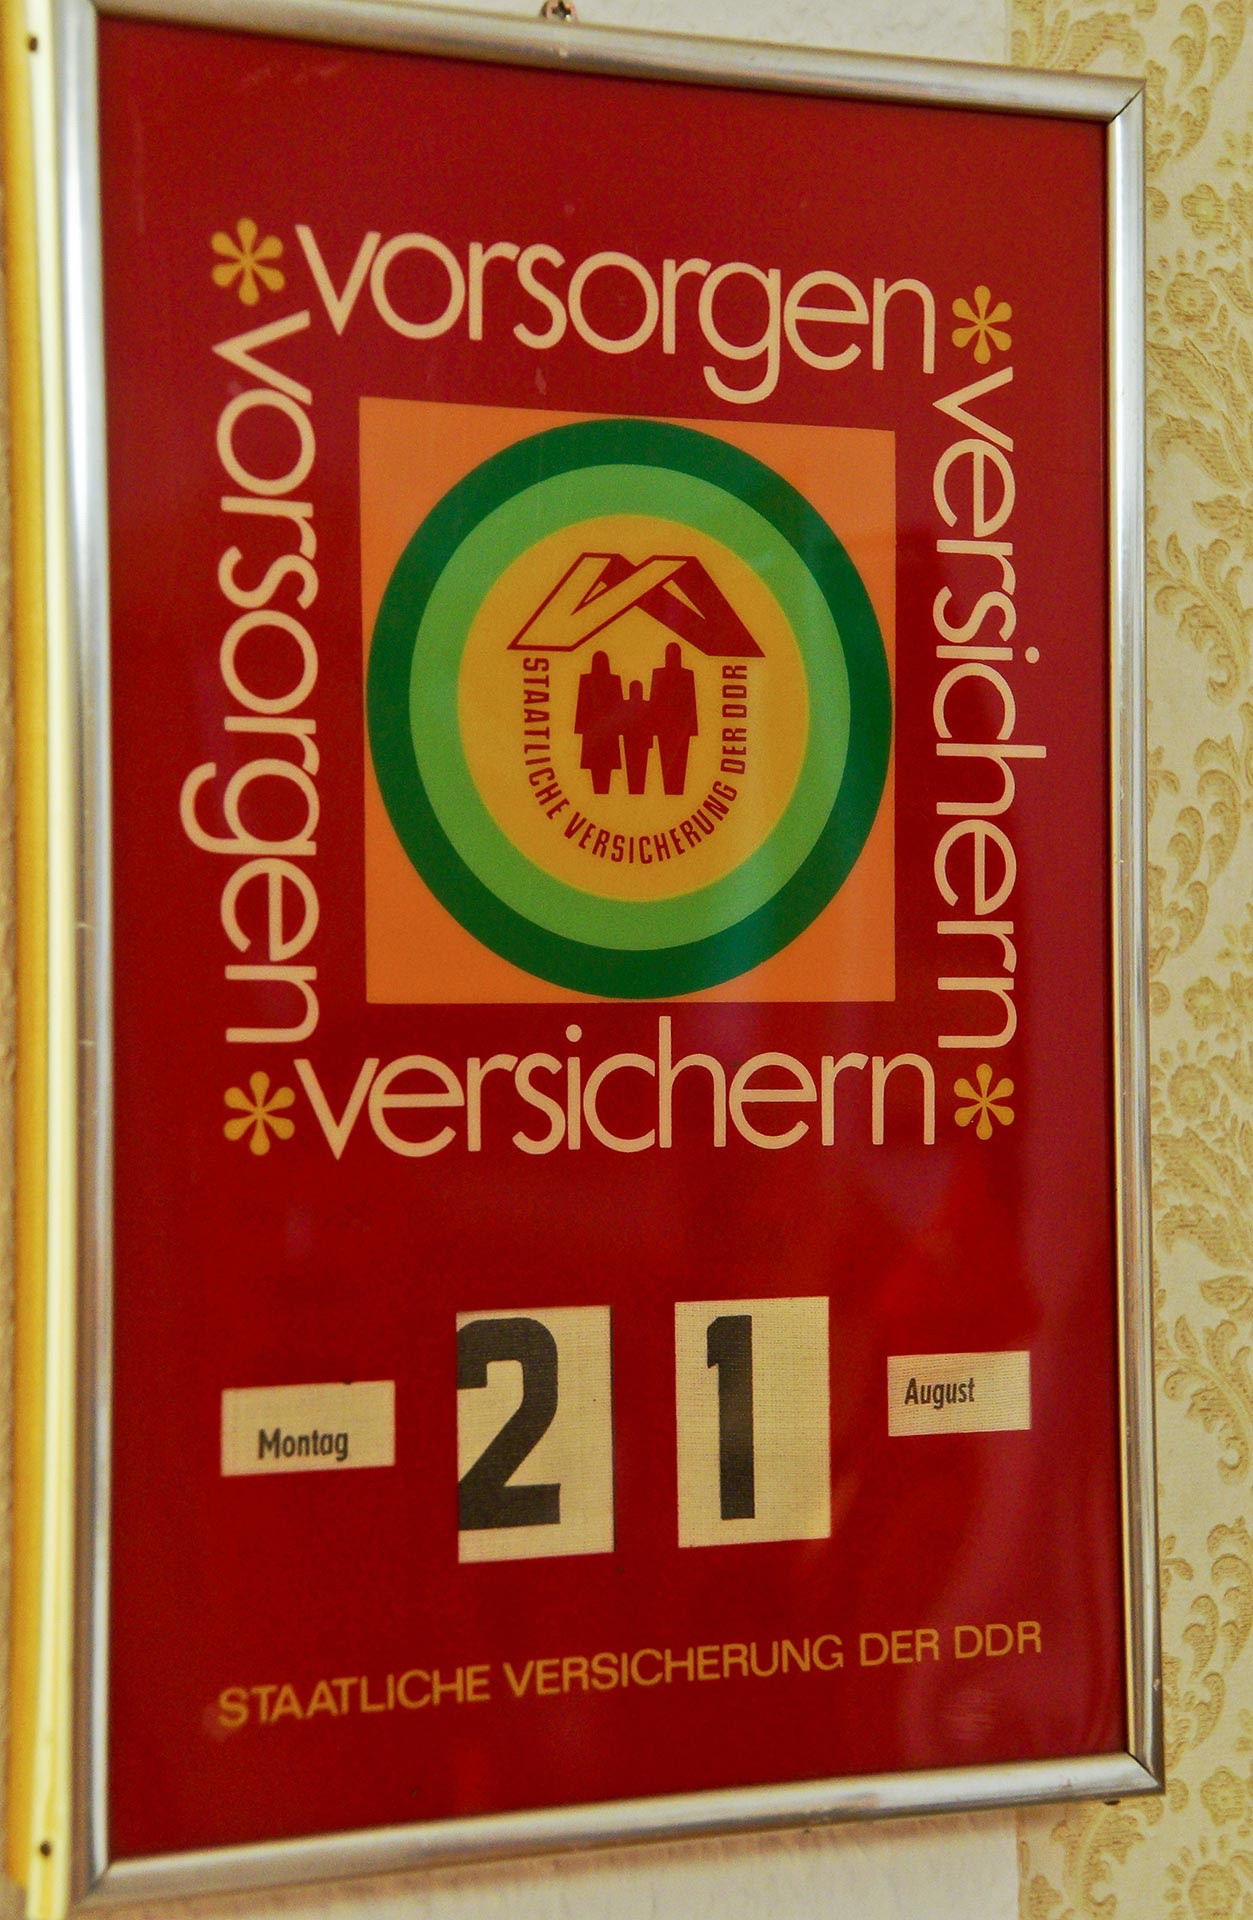 vorsorgen
vorsorgen
versichern
STAATLICHE VERSICHERUNG DER DDR
versichern
Montag
21
August
STAATLICHE VERSICHERUNG DER DDR